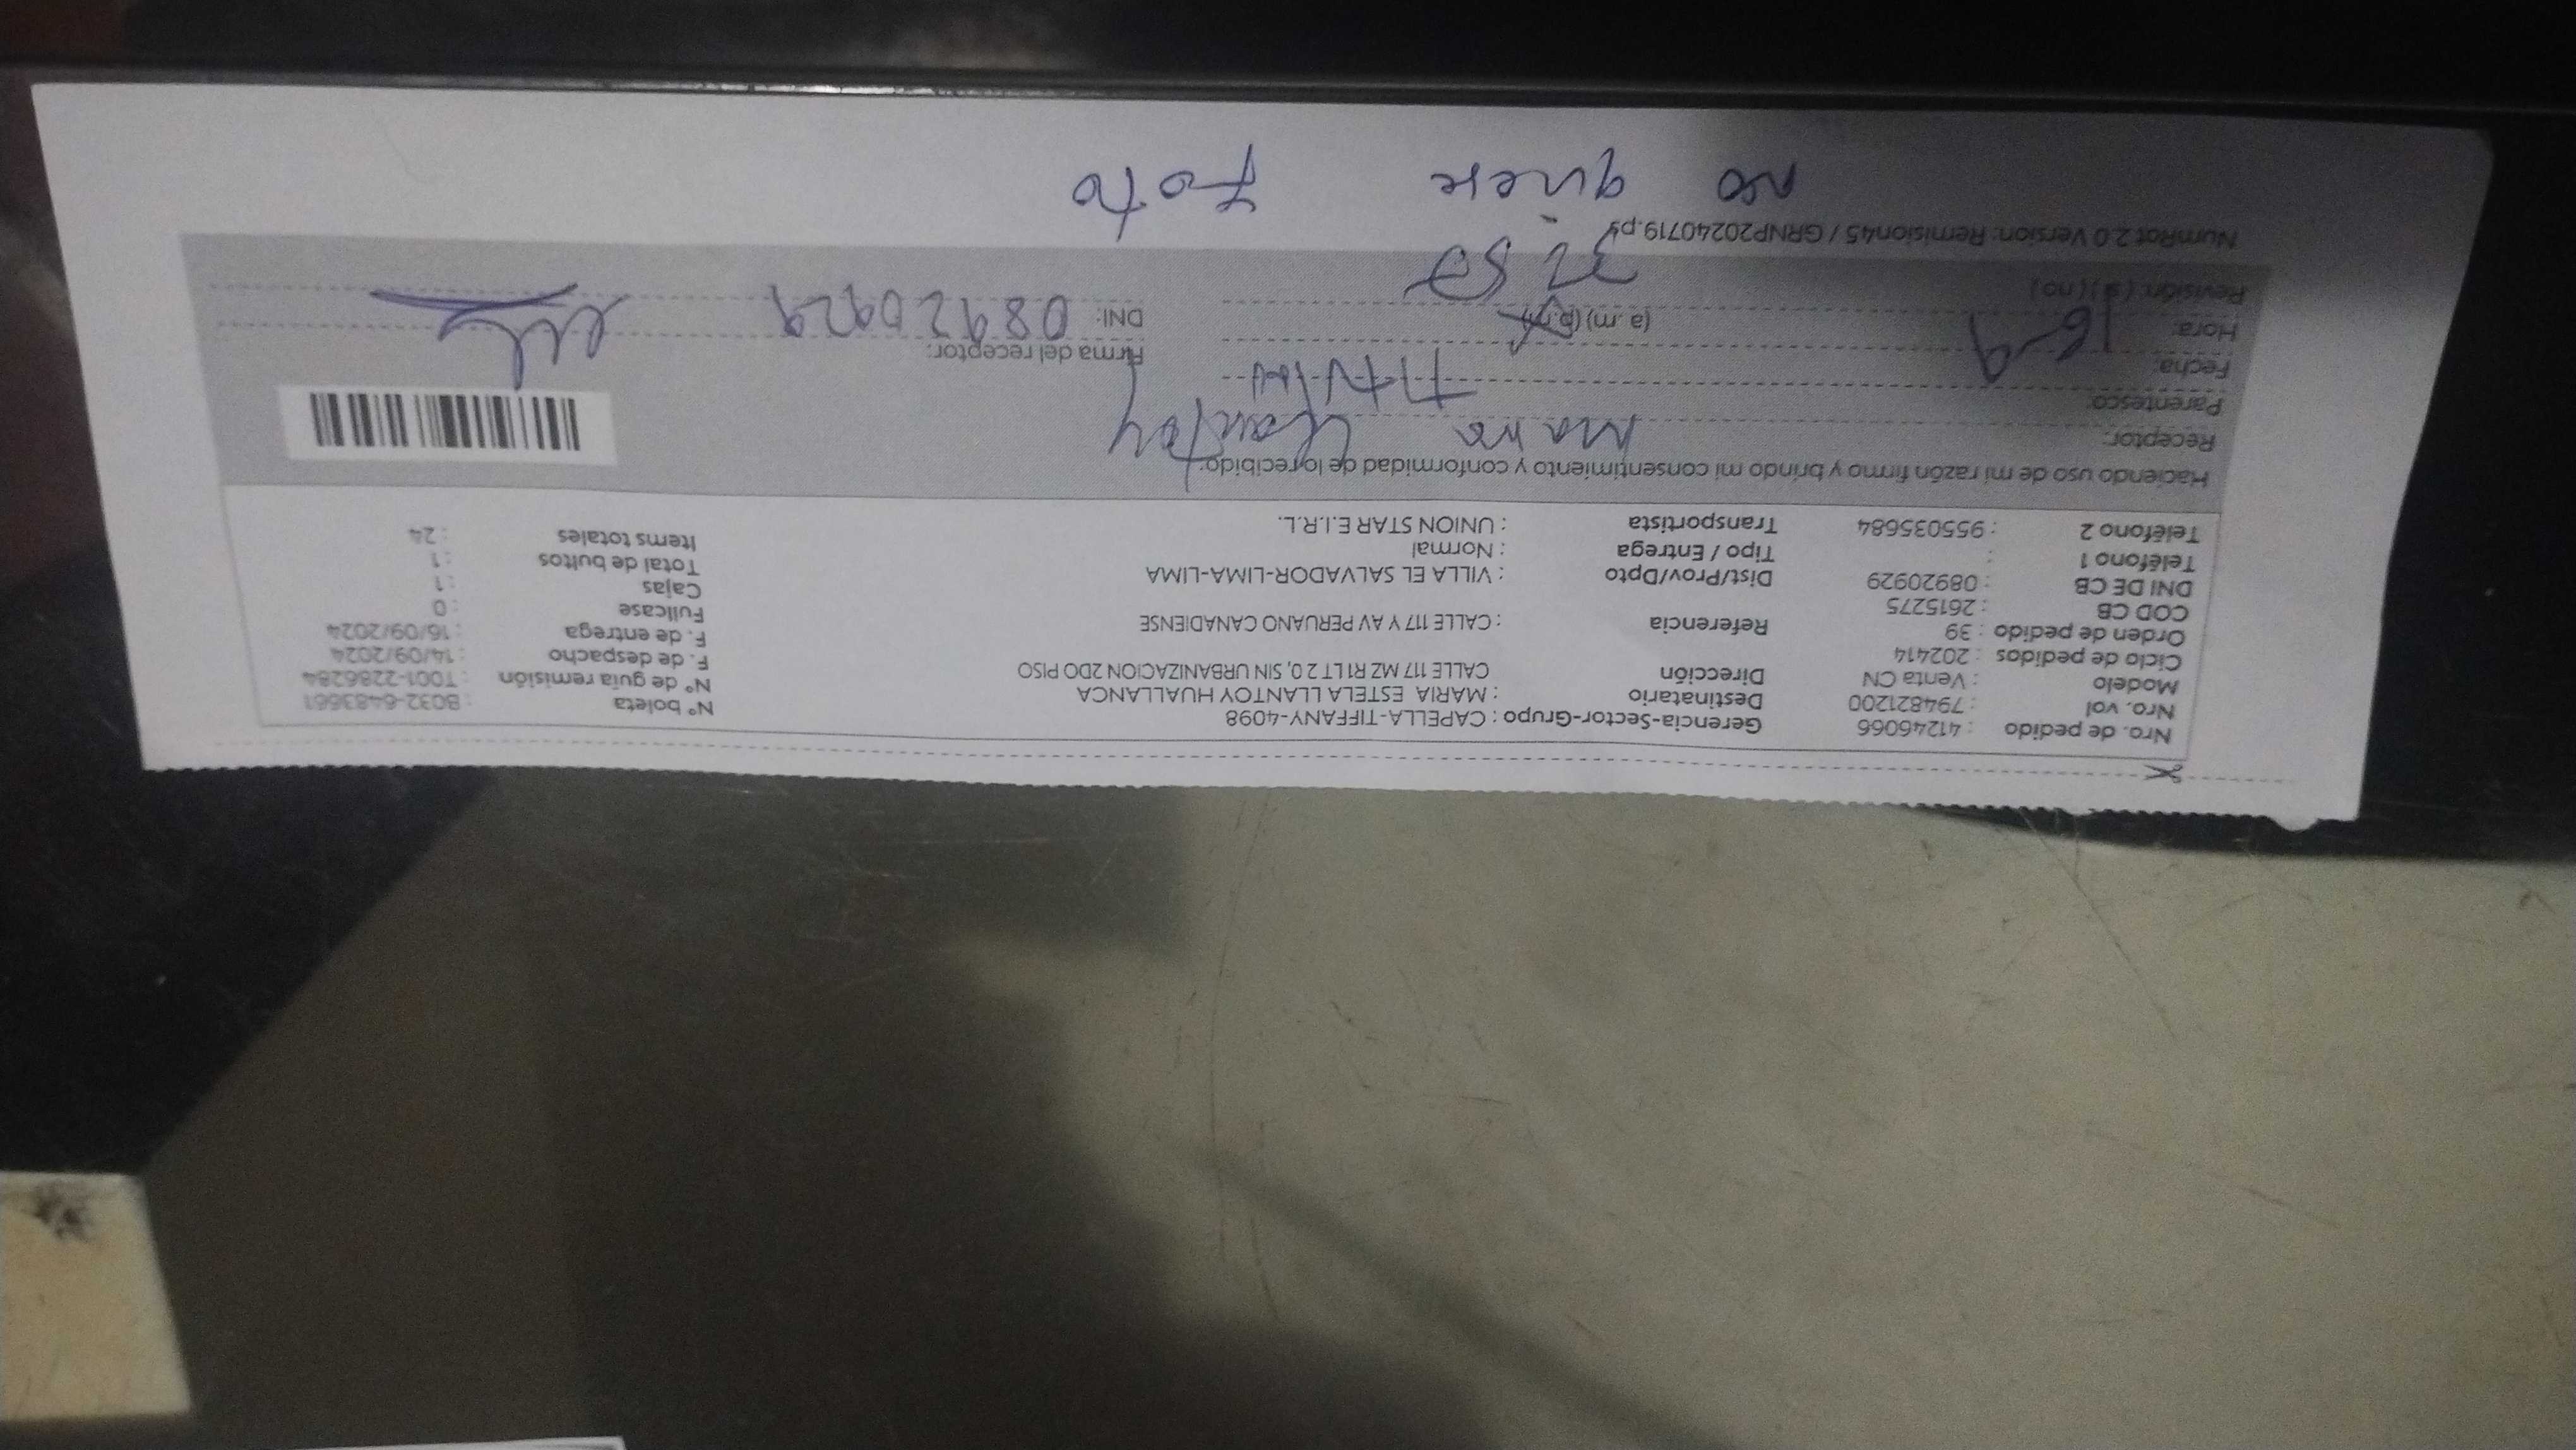 Nro. de pedido : 41246066
Nro. vol : 794821200
Modelo : Venta CN
Ciclo de pedidos : 202414
Orden de pedido : 39
COD CB : 2615275
DNI DE CB : 08920929
Teléfono 1 :
Teléfono 2 : 955035684
Gerencia-Sector-Grupo : CAPELLA-TIFFANY-4098
Destinatario : MARIA ESTELA LLANTOY HUALLANCA
Dirección CALLE 117 MZ R1 LT 2 0, SIN URBANIZACION 2DO PISO
Referencia : CALLE 117 Y AV PERUANO CANADIENSE
Dist/Prov/Dpto : VILLA EL SALVADOR-LIMA-LIMA
Tipo / Entrega : Normal
Transportista : UNION STAR E.I.R.L.
N° boleta : B032-6483661
N° de guía remisión : T001-2286284
F. de despacho : 14/09/2024
F. de entrega : 16/09/2024
Fullcase : 0
Cajas : 1
Total de bultos : 1
Items totales : 24
Haciendo uso de mi razón firmo y brindo mi consentimiento y conformidad de lo recibido:
Receptor: Maria Llantoy
Parentesco:
Fecha: 16-9
Hora: (a.m) (p.m)
Revisión: ( si ) ( no )
Firma del receptor:
DNI: 08920929
NumRot 2.0 Version: Remision45 / GRNP20240719.ps
no quiere foto